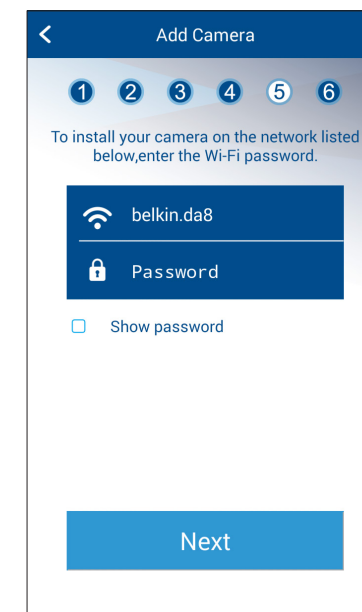 Add Camera
1 2 3 4 5 6
To install your camera on the network listed
below,enter the Wi-Fi password.
belkin.da8
Password
Show password
Next